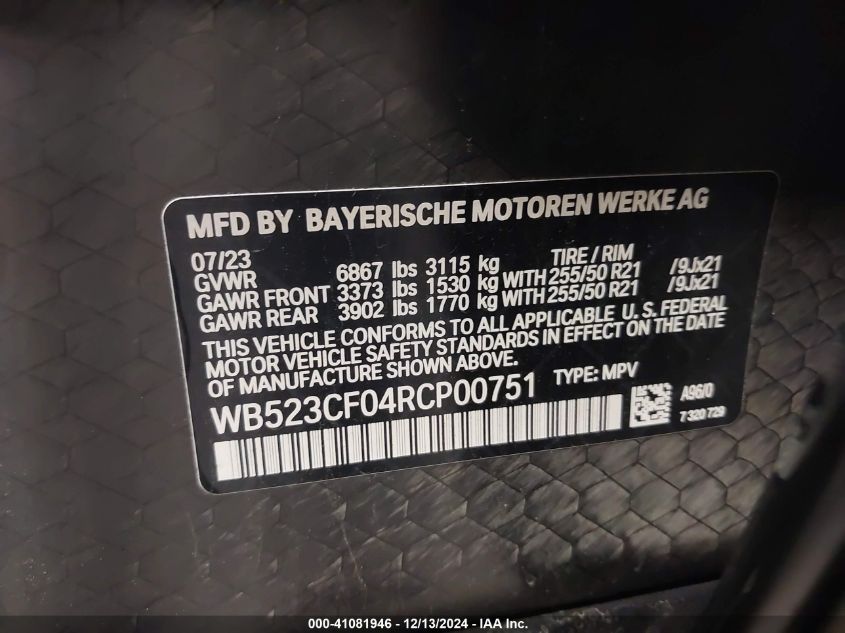 MFD BY BAYERISCHE MOTOREN WERKE AG
07/23 TIRE / RIM
GVWR 6867 lbs 3115 kg
GAWR FRONT 3373 lbs 1530 kg WITH 255/50 R21 /9Jx21
GAWR REAR 3902 lbs 1770 kg WITH 255/50 R21 /9Jx21
THIS VEHICLE CONFORMS TO ALL APPLICABLE U. S. FEDERAL
MOTOR VEHICLE SAFETY STANDARDS IN EFFECT ON THE DATE
OF MANUFACTURE SHOWN ABOVE.
WB523CF04RCP00751 TYPE: MPV
A96/0
7 320 729
000-41081946 - 12/13/2024 - IAA Inc.